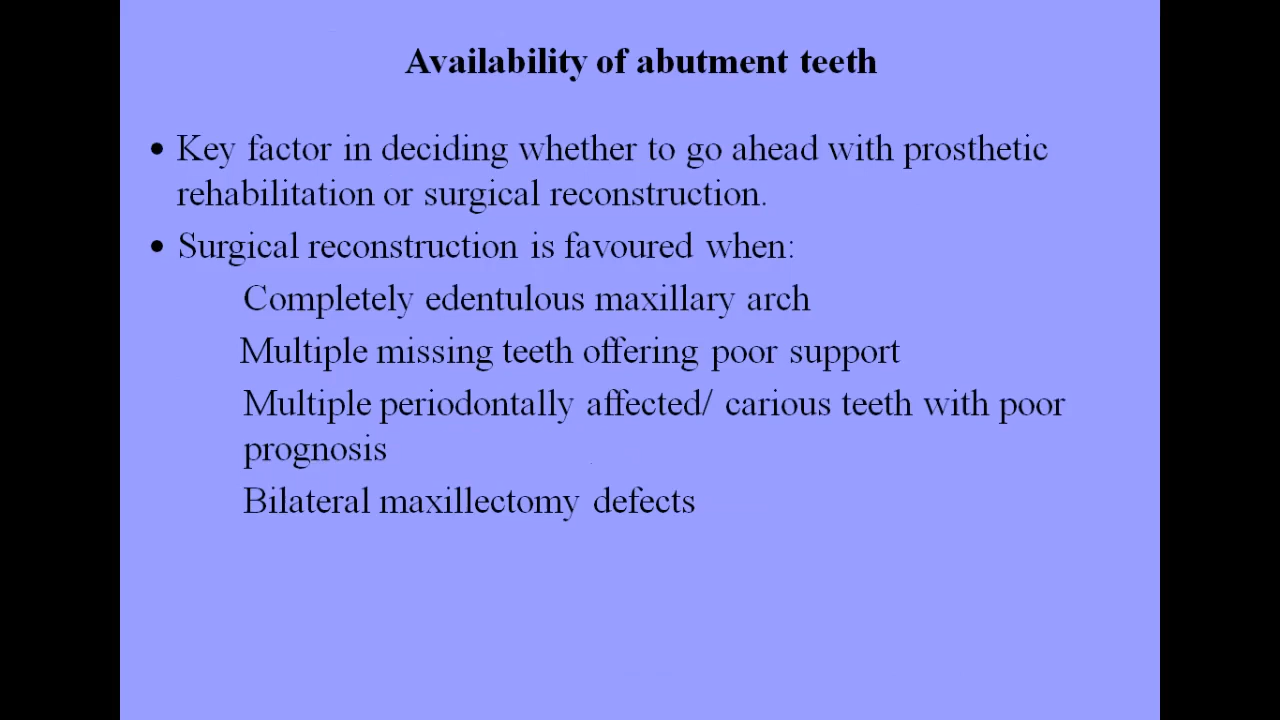 Availability of abutment teeth
• Key factor in deciding whether to go ahead with prosthetic
rehabilitation or surgical reconstruction.
• Surgical reconstruction is favoured when:
Completely edentulous maxillary arch
Multiple missing teeth offering poor support
Multiple periodontally affected/ carious teeth with poor
prognosis
Bilateral maxillectomy defects